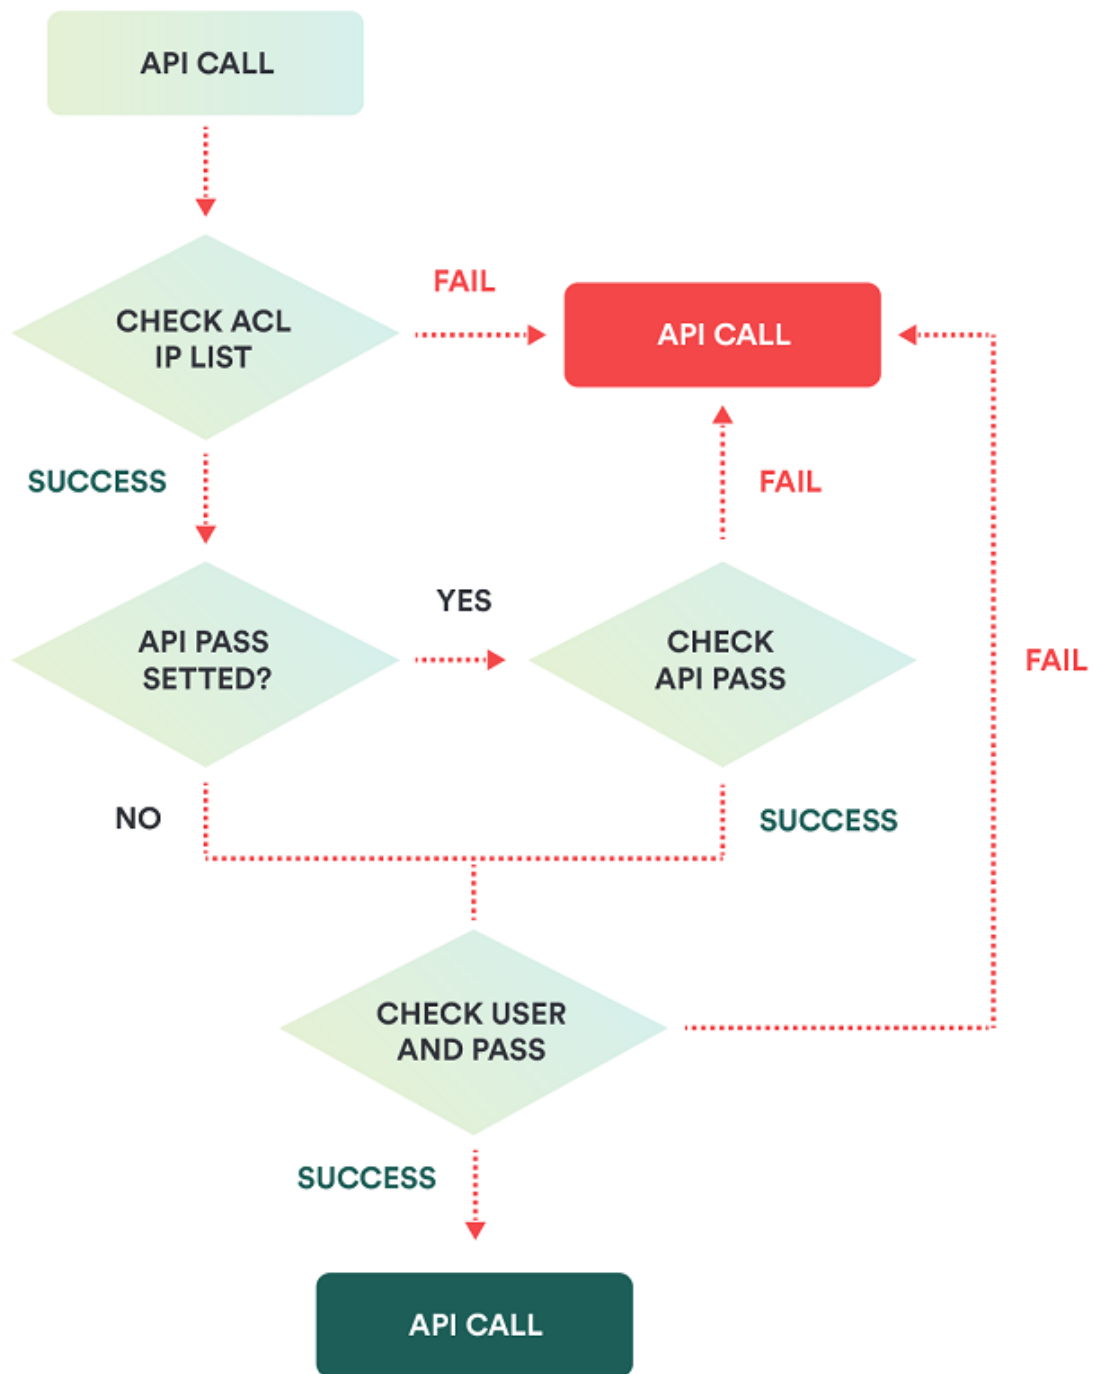 API CALL
CHECK ACL
IP LIST
FAIL
API CALL
SUCCESS
FAIL
API PASS
SETTED?
YES
CHECK
API PASS
FAIL
NO
SUCCESS
CHECK USER
AND PASS
SUCCESS
API CALL